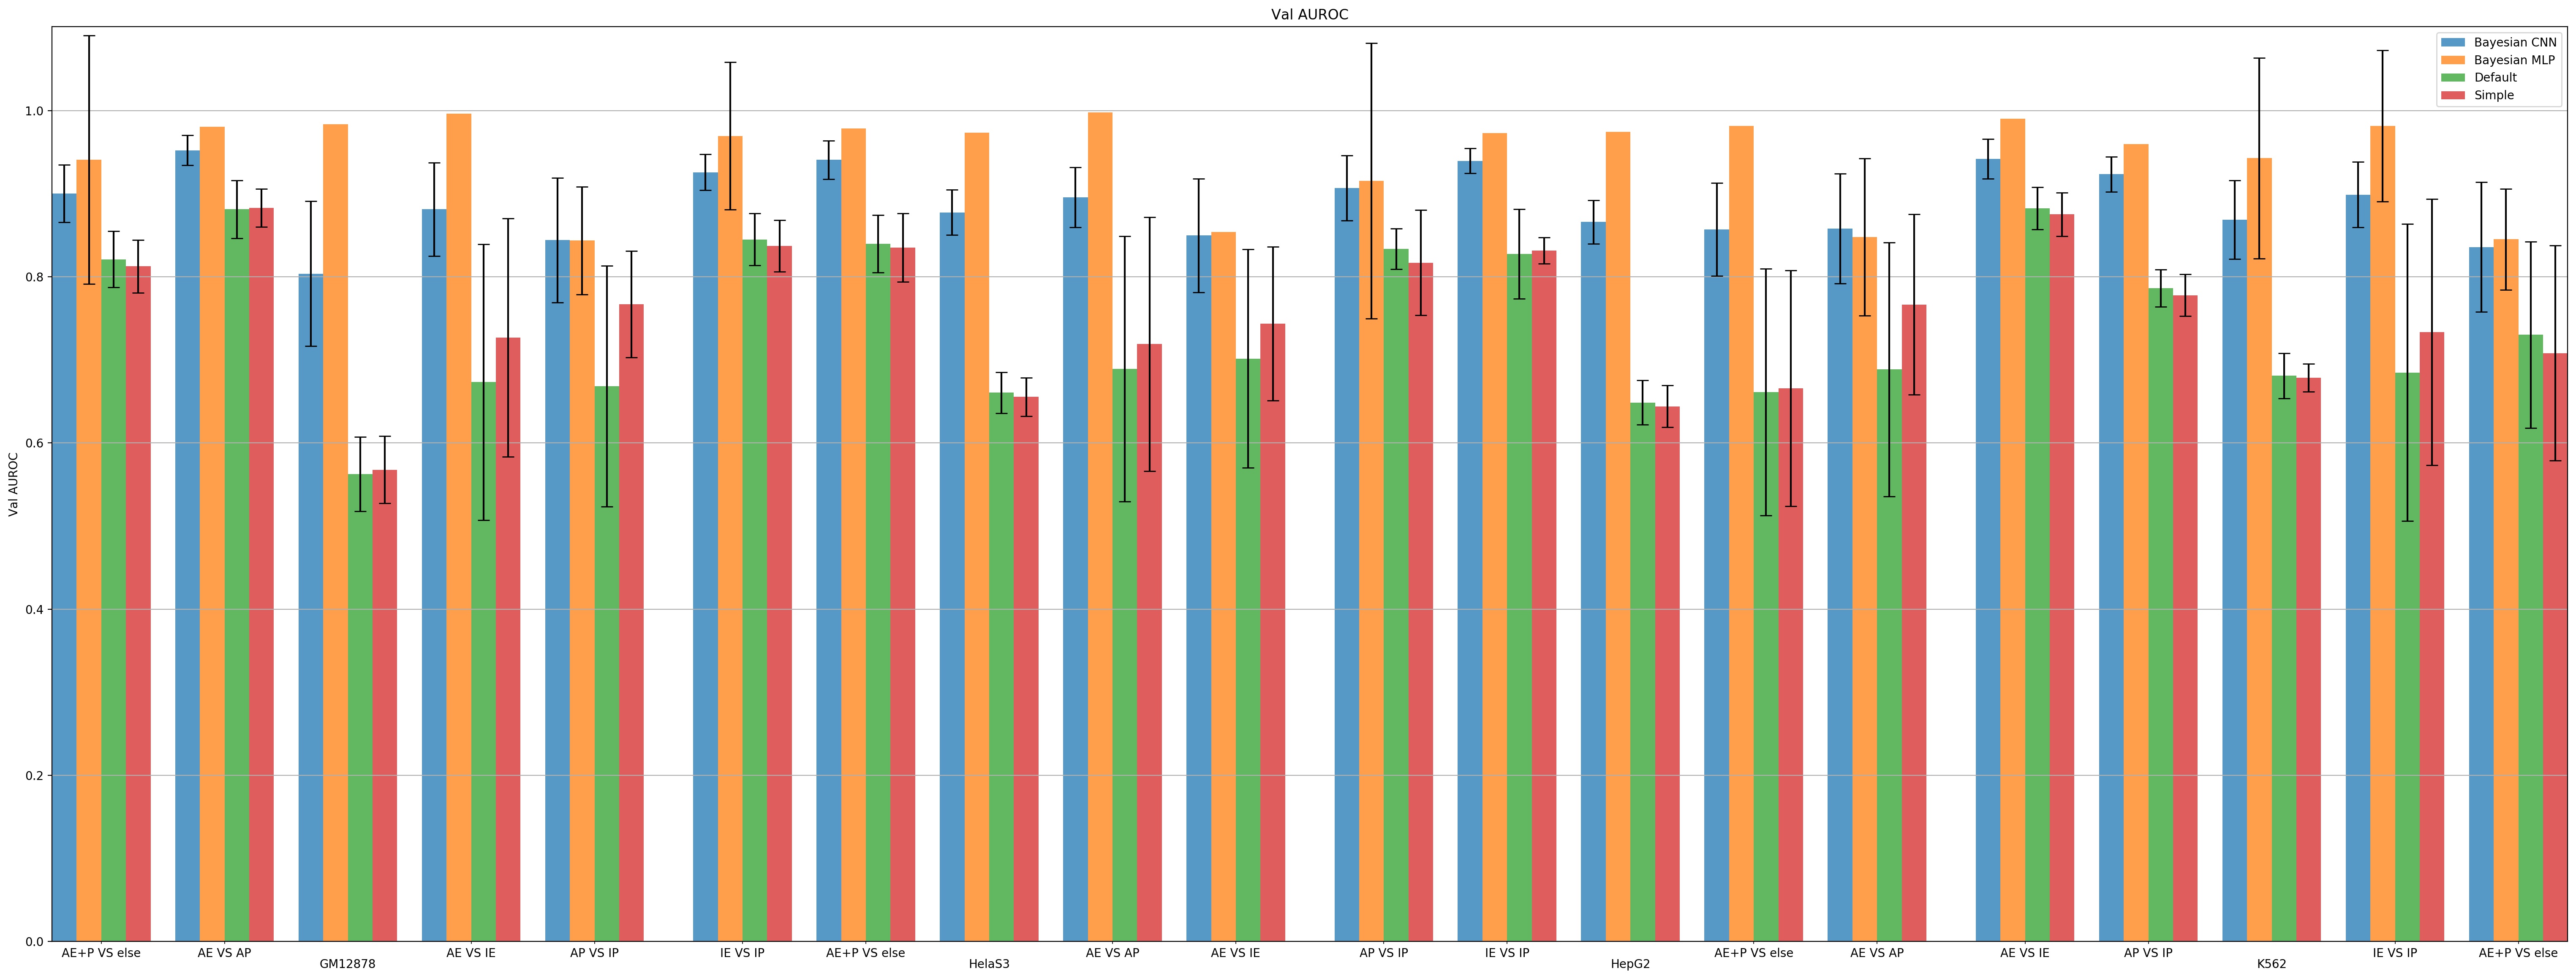 Val AUROC
Bayesian CNN
Bayesian MLP
Default
Simple
Val AUROC
1.0
0.8
0.6
0.4
0.2
0.0
AE+P VS else
AE VS AP
GM12878
AE VS IE
AP VS IP
IE VS IP
AE+P VS else
HelaS3
AE VS AP
AE VS IE
AP VS IP
IE VS IP
HepG2
AE+P VS else
AE VS AP
AE VS IE
AP VS IP
K562
IE VS IP
AE+P VS else